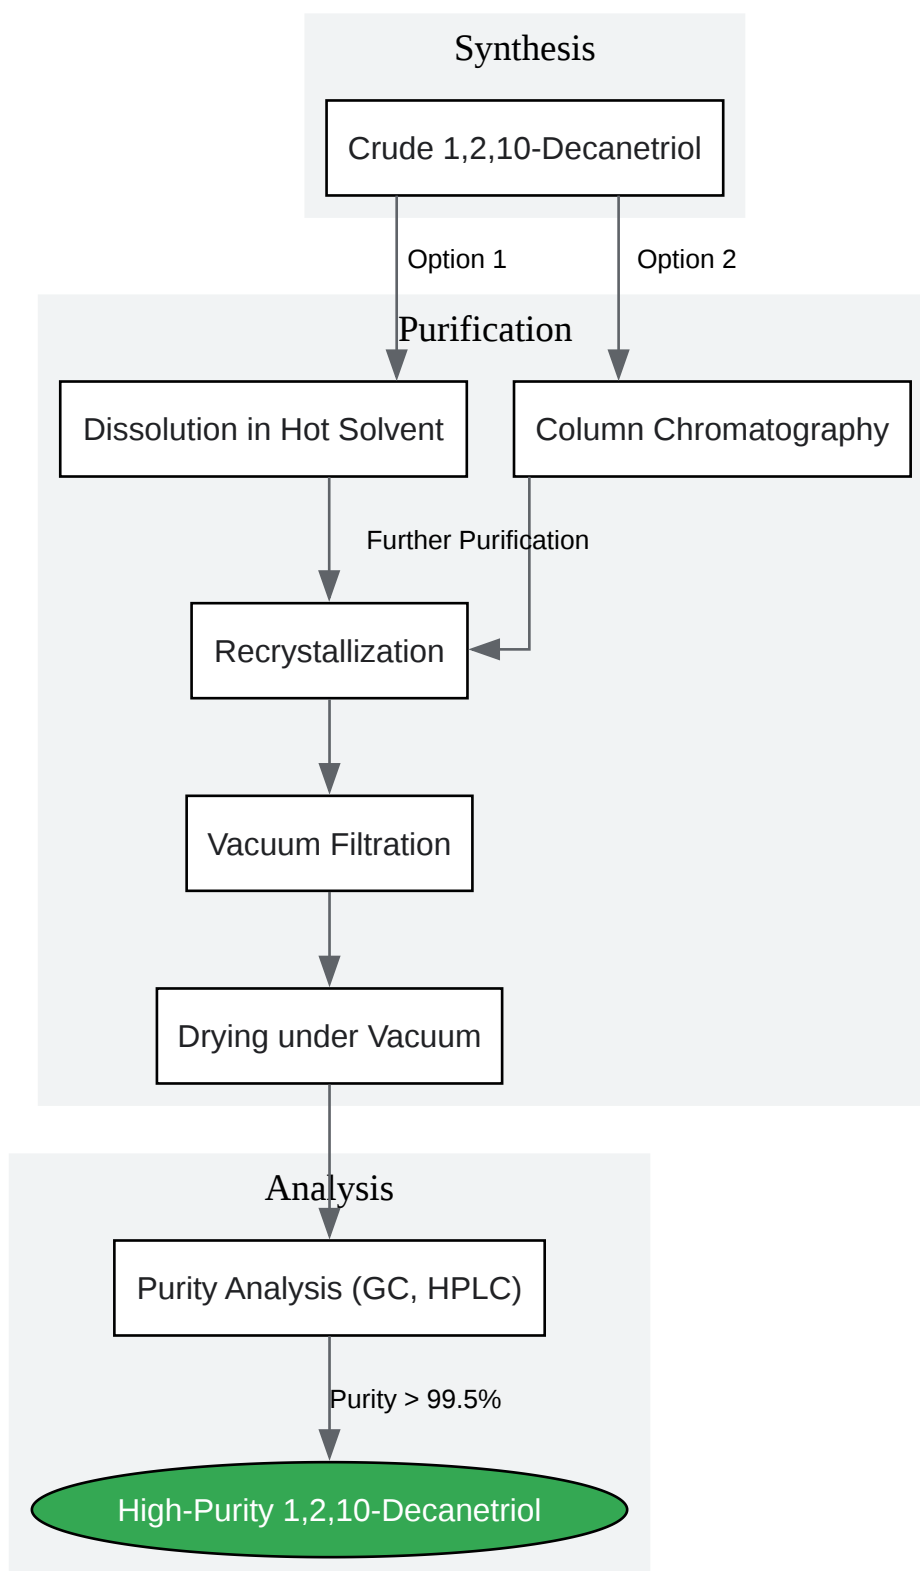 Synthesis
Crude 1,2,10-Decanetriol
Option 1
Option 2
Purification
Dissolution in Hot Solvent
Column Chromatography
Further Purification
Recrystallization
Vacuum Filtration
Drying under Vacuum
Analysis
Purity Analysis (GC, HPLC)
Purity > 99.5%
High-Purity 1,2,10-Decanetriol